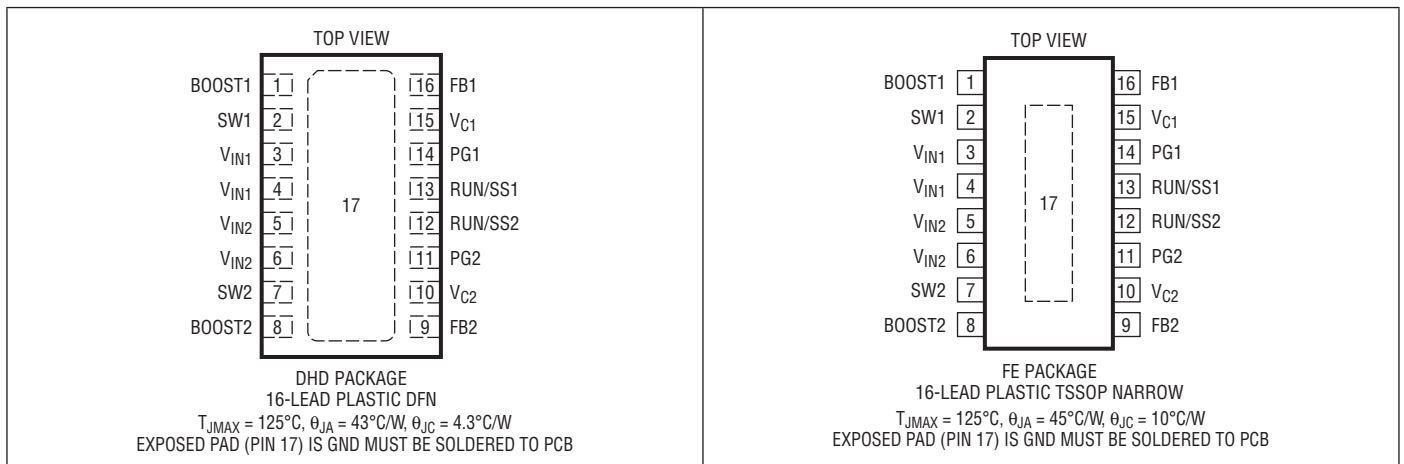 TOP VIEW
BOOST1 1 16 FB1
SW1 2 15 VC1
VIN1 3 14 PG1
VIN1 4 13 RUN/SS1
17
VIN2 5 12 RUN/SS2
VIN2 6 11 PG2
SW2 7 10 VC2
BOOST2 8 9 FB2
DHD PACKAGE
16-LEAD PLASTIC DFN
TJMAX = 125°C, θJA = 43°C/W, θJC = 4.3°C/W
EXPOSED PAD (PIN 17) IS GND MUST BE SOLDERED TO PCB
TOP VIEW
BOOST1 1 16 FB1
SW1 2 15 VC1
VIN1 3 14 PG1
VIN1 4 13 RUN/SS1
17
VIN2 5 12 RUN/SS2
VIN2 6 11 PG2
SW2 7 10 VC2
BOOST2 8 9 FB2
FE PACKAGE
16-LEAD PLASTIC TSSOP NARROW
TJMAX = 125°C, θJA = 45°C/W, θJC = 10°C/W
EXPOSED PAD (PIN 17) IS GND MUST BE SOLDERED TO PCB